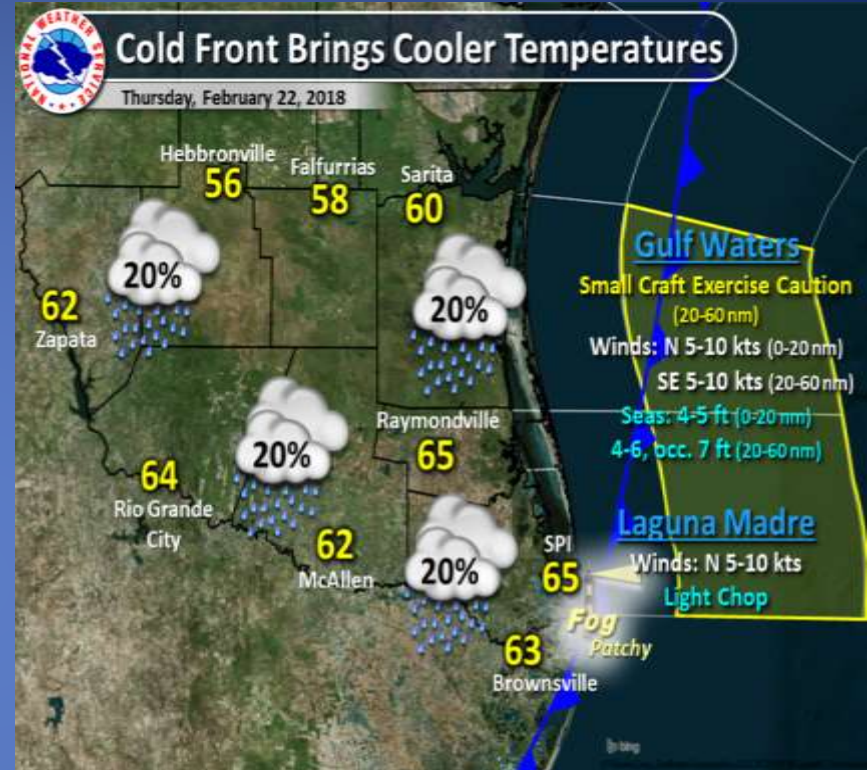 NATIONAL WEATHER SERVICE
Cold Front Brings Cooler Temperatures
Thursday, February 22, 2018
Hebbronville
56
Falfurrias
58
Sarita
60
20%
62
Zapata
20%
Gulf Waters
Small Craft Exercise Caution
(20-60 nm)
Winds: N 5-10 kts (0-20 nm)
SE 5-10 kts (20-60 nm)
Seas: 4-5 ft (0-20 nm)
4-6, occ. 7 ft (20-60 nm)
Raymondville
65
20%
64
Rio Grande
City
62
McAllen
20%
SPI
65
Laguna Madre
Winds: N 5-10 kts
Light Chop
Fog
Patchy
63
Brownsville
bing